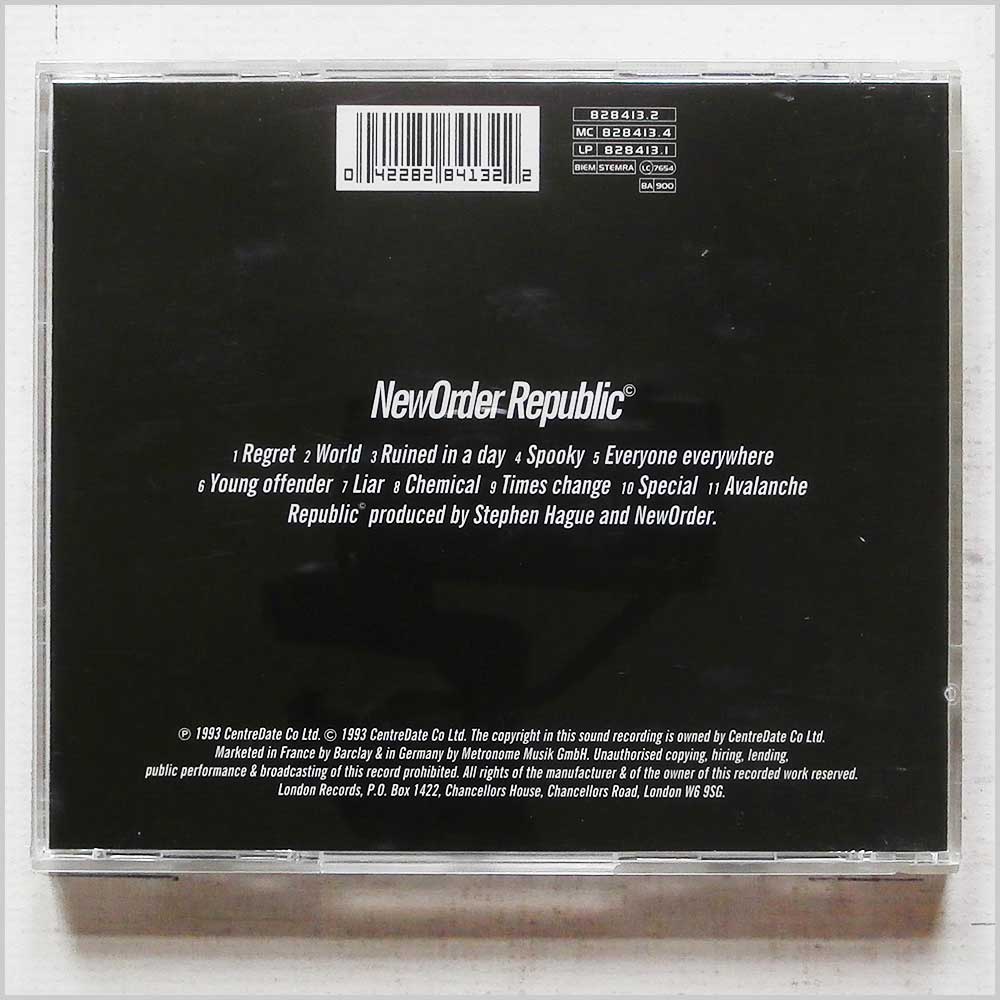 0 42282 84132 2
828413.2
MC 828413.4
LP 828413.1
BIEM STEMRA LC 7654
BA 900
NewOrder Republic©
1 Regret 2 World 3 Ruined in a day 4 Spooky 5 Everyone everywhere
6 Young offender 7 Liar 8 Chemical 9 Times change 10 Special 11 Avalanche
Republic© produced by Stephen Hague and NewOrder.
℗ 1993 CentreDate Co Ltd. © 1993 CentreDate Co Ltd. The copyright in this sound recording is owned by CentreDate Co Ltd.
Marketed in France by Barclay & in Germany by Metronome Musik GmbH. Unauthorised copying, hiring, lending,
public performance & broadcasting of this record prohibited. All rights of the manufacturer & of the owner of this recorded work reserved.
London Records, P.O. Box 1422, Chancellors House, Chancellors Road, London W6 9SG.